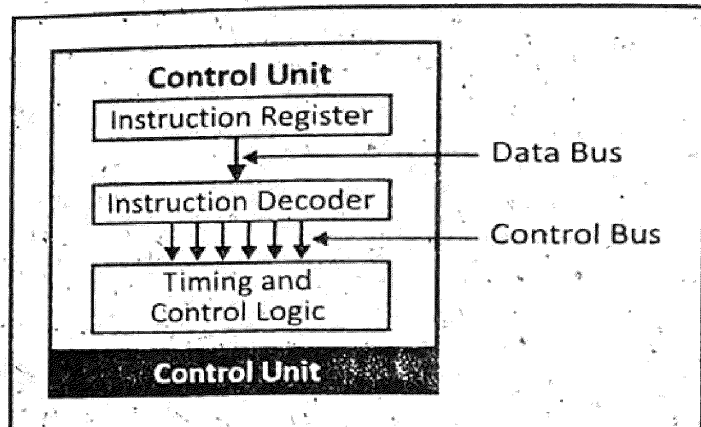 Control Unit
Instruction Register
Data Bus
Instruction Decoder
Control Bus
Timing and
Control Logic
Control Unit